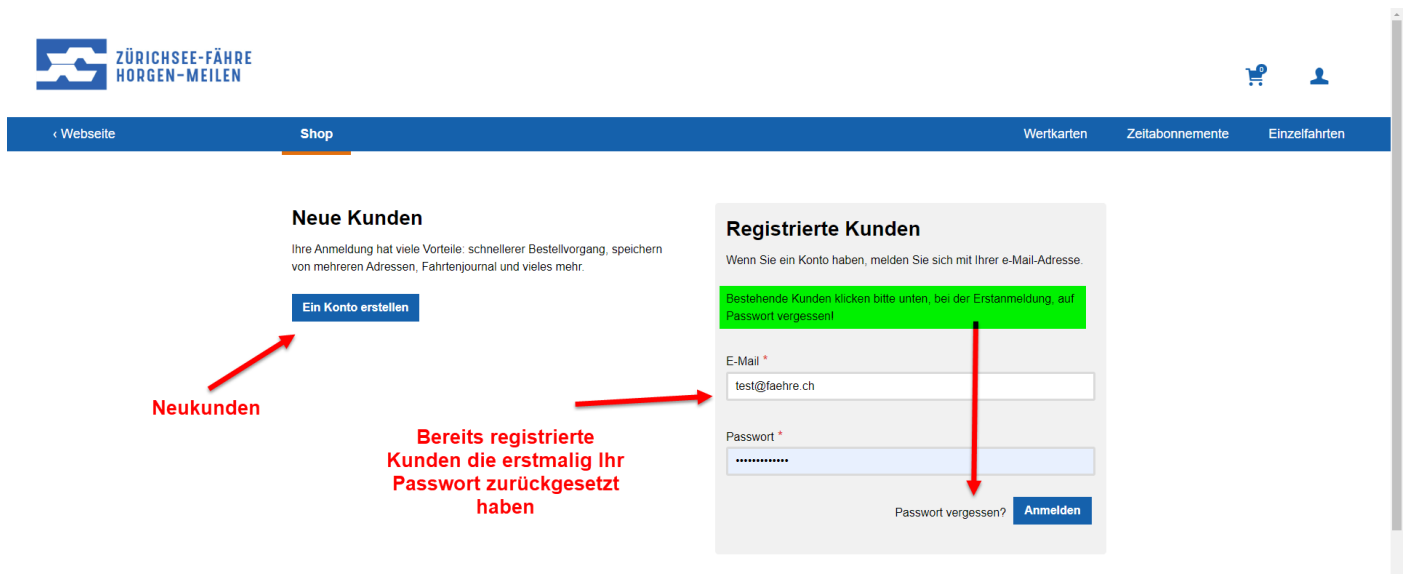 ZÜRICHSEE-FÄHRE
HORGEN-MEILEN
0
‹ Webseite
Shop
Wertkarten
Zeitabonnemente
Einzelfahrten
Neue Kunden
Ihre Anmeldung hat viele Vorteile: schnellerer Bestellvorgang, speichern
von mehreren Adressen, Fahrtenjournal und vieles mehr.
Ein Konto erstellen
Neukunden
Bereits registrierte
Kunden die erstmalig Ihr
Passwort zurückgesetzt
haben
Registrierte Kunden
Wenn Sie ein Konto haben, melden Sie sich mit Ihrer e-Mail-Adresse.
Bestehende Kunden klicken bitte unten, bei der Erstanmeldung, auf
Passwort vergessen!
E-Mail *
test@faehre.ch
Passwort *
•••••••••••••
Passwort vergessen?
Anmelden